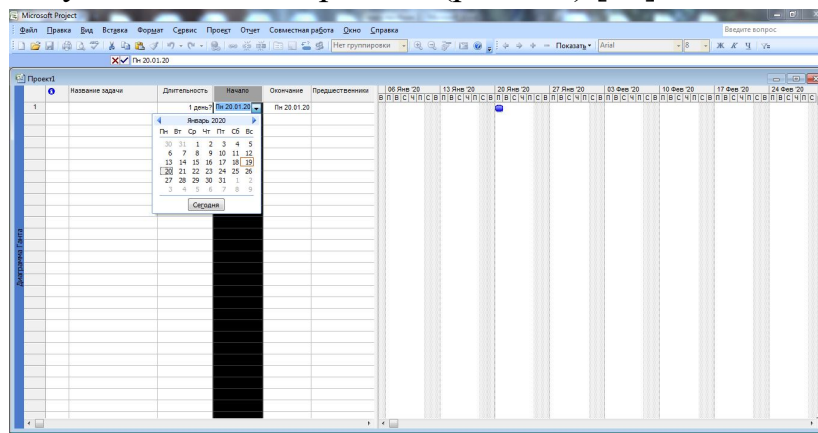 Microsoft Project
Файл Правка Вид Вставка Формат Сервис Проект Отчет Совместная работа Окно Справка
Введите вопрос
Нет группировки Показать Arial 8 Ж К Ч
Пн 20.01.20
Проект1
Название задачи Длительность Начало Окончание Предшественники
06 Янв '20 13 Янв '20 20 Янв '20 27 Янв '20 03 Фев '20 10 Фев '20 17 Фев '20 24 Фев '20
В П В С Ч П С В П В С Ч П С В П В С Ч П С В П В С Ч П С В П В С Ч П С В П В С Ч П С В П В С Ч П С В П В С Ч П
1 1 день? Пн 20.01.20 Пн 20.01.20
Январь 2020
Пн Вт Ср Чт Пт Сб Вс
30 31 1 2 3 4 5
6 7 8 9 10 11 12
13 14 15 16 17 18 19
20 21 22 23 24 25 26
27 28 29 30 31 1 2
3 4 5 6 7 8 9
Сегодня
Диаграмма Ганта